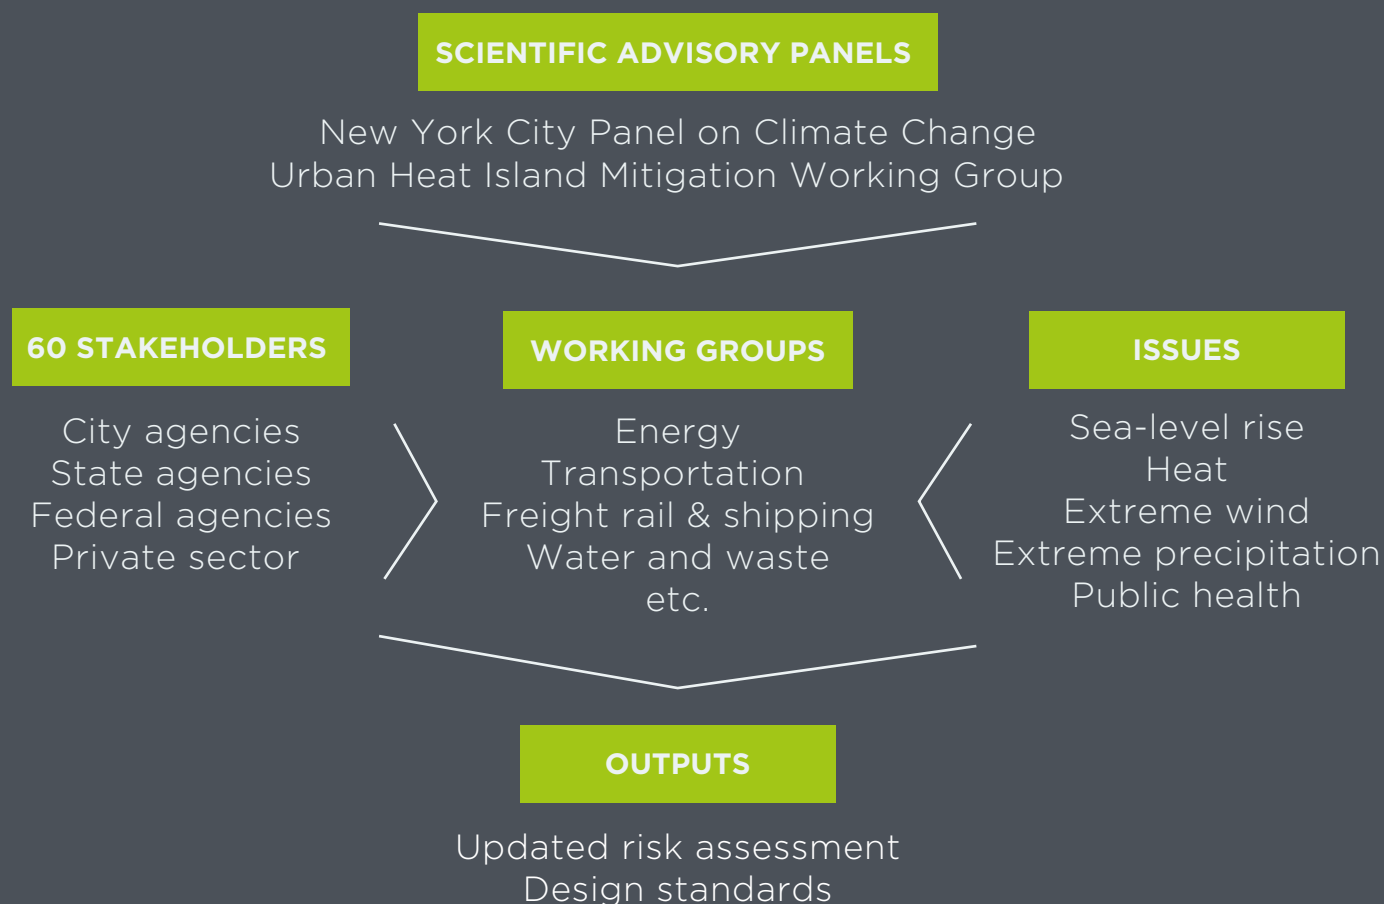 SCIENTIFIC ADVISORY PANELS
New York City Panel on Climate Change
Urban Heat Island Mitigation Working Group
60 STAKEHOLDERS
City agencies
State agencies
Federal agencies
Private sector
WORKING GROUPS
Energy
Transportation
Freight rail & shipping
Water and waste
etc.
ISSUES
Sea-level rise
Heat
Extreme wind
Extreme precipitation
Public health
OUTPUTS
Updated risk assessment
Design standards